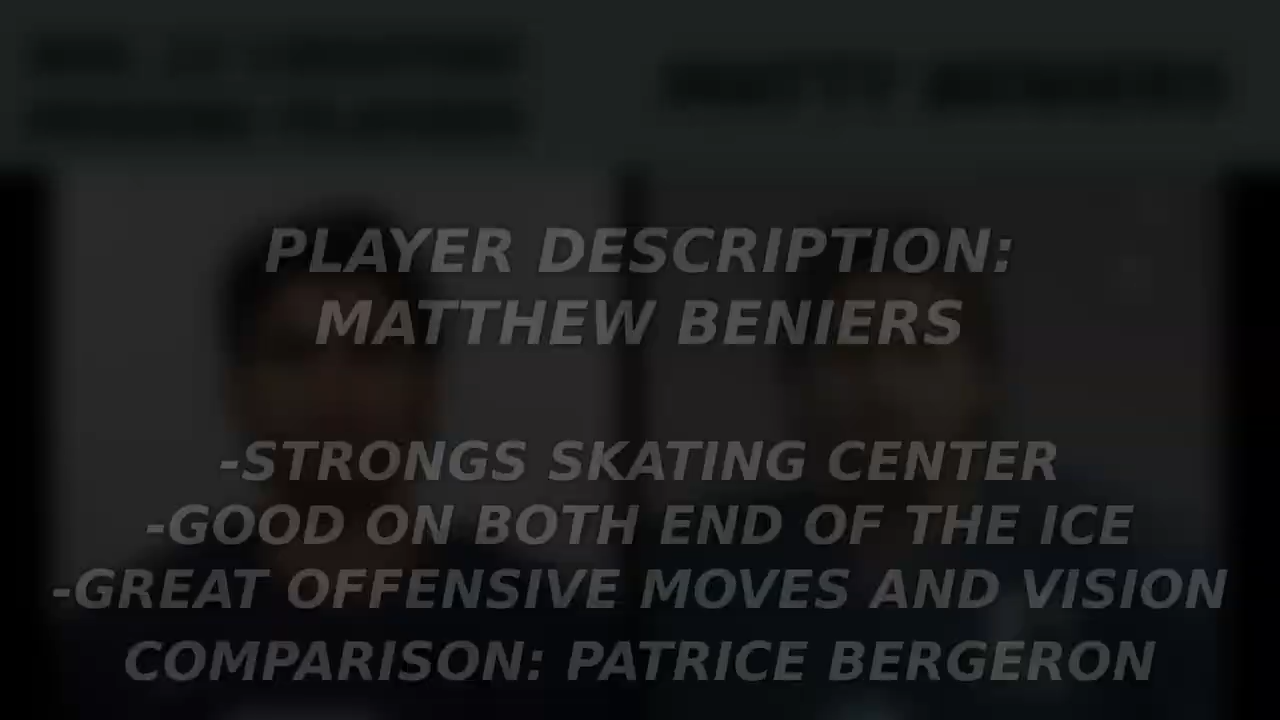 PLAYER DESCRIPTION:
MATTHEW BENIERS
-STRONGS SKATING CENTER
-GOOD ON BOTH END OF THE ICE
-GREAT OFFENSIVE MOVES AND VISION
COMPARISON: PATRICE BERGERON